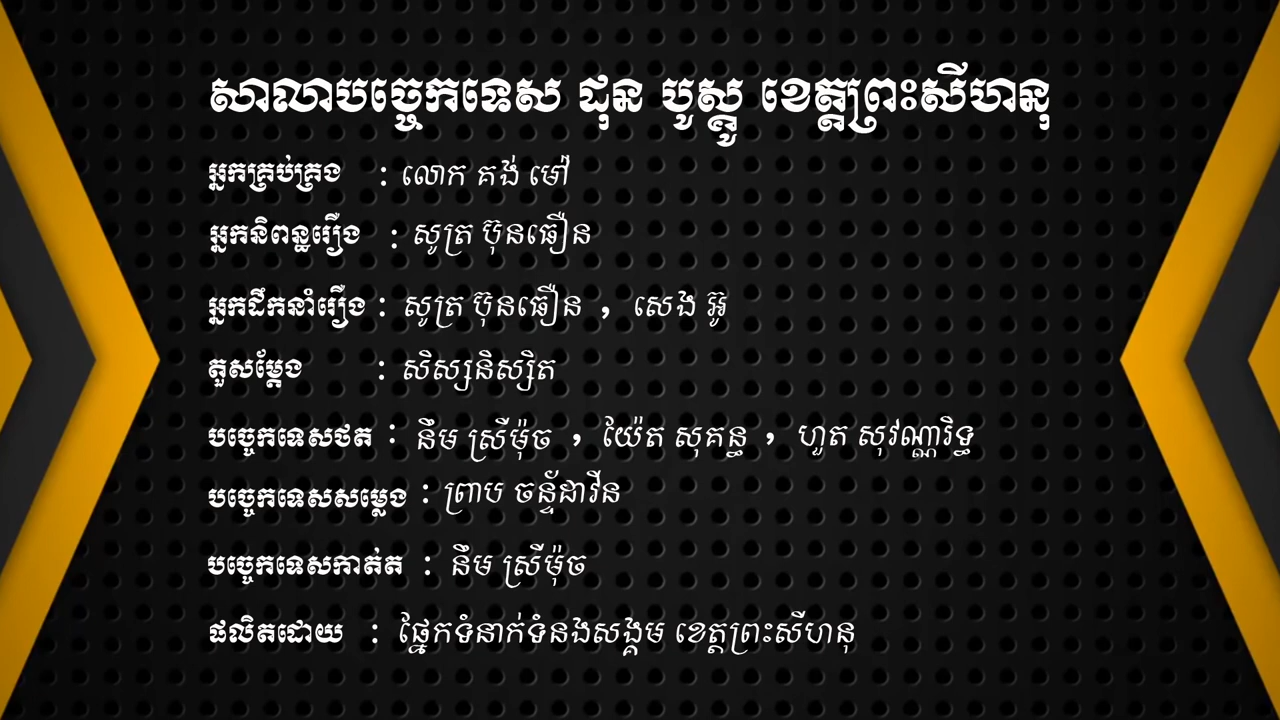 សាលាបច្ចេកទេស ដុន បូស្កូ ខេត្តព្រះសីហនុ
អ្នកគ្រប់គ្រង : លោក គង់ ម៉ៅ
អ្នកនិពន្ធរឿង : សូត្រ ប៊ុនធឿន
អ្នកដឹកនាំរឿង : សូត្រ ប៊ុនធឿន , សេង អ៊ូ
តួសម្តែង : សិស្សនិស្សិត
បច្ចេកទេសថត : នឹម ស្រីម៉ុច , យ៉ែត សុគន្ធ , ហួត សុវណ្ណារិទ្ធ
បច្ចេកទេសសម្លេង : ព្រាប ចន្ទ័ដាវីន
បច្ចេកទេសកាត់ត : នឹម ស្រីម៉ុច
ផលិតដោយ : ផ្នែកទំនាក់ទំនងសង្គម ខេត្តព្រះសីហនុ